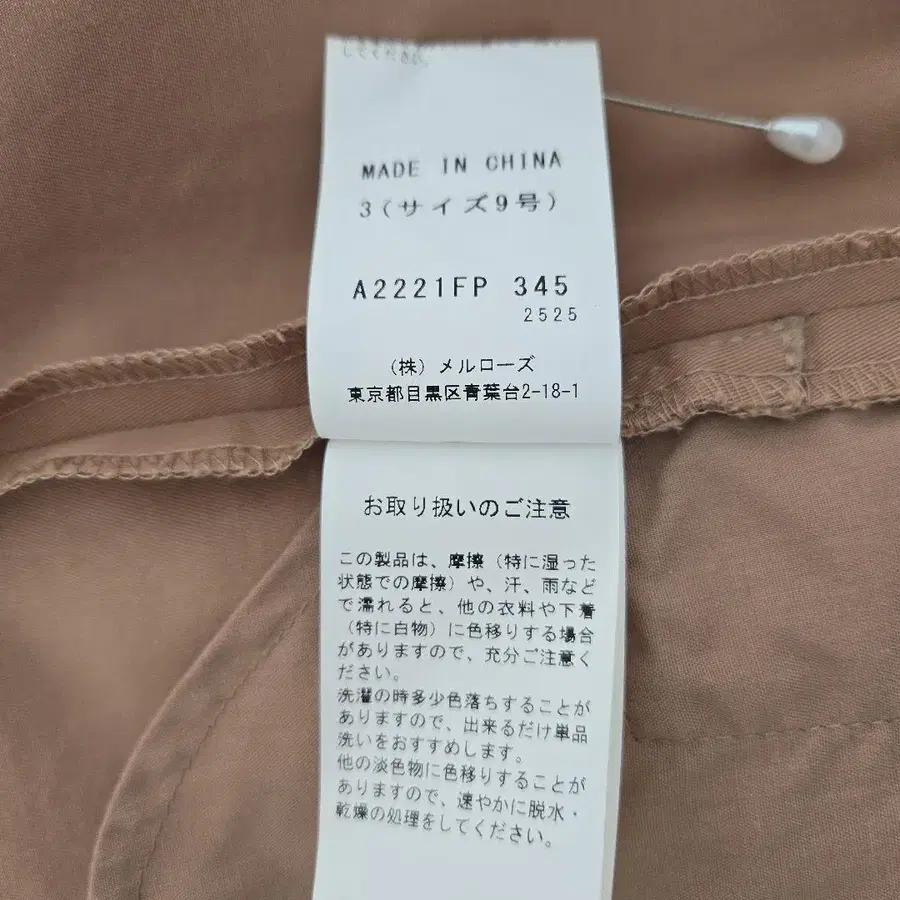 してください。
MADE IN CHINA
3(サイズ9号)
A2221FP 345
2525
(株) メルローズ
東京都目黒区青葉台2-18-1
お取り扱いのご注意
この製品は、摩擦（特に湿った
状態での摩擦）や、汗、雨など
で濡れると、他の衣料や下着
（特に白物）に色移りする場合
がありますので、充分ご注意く
ださい。
洗濯の時多少色落ちすることが
ありますので、出来るだけ単品
洗いをおすすめします。
他の淡色物に色移りすることが
ありますので、速やかに脱水・
乾燥の処理をしてください。